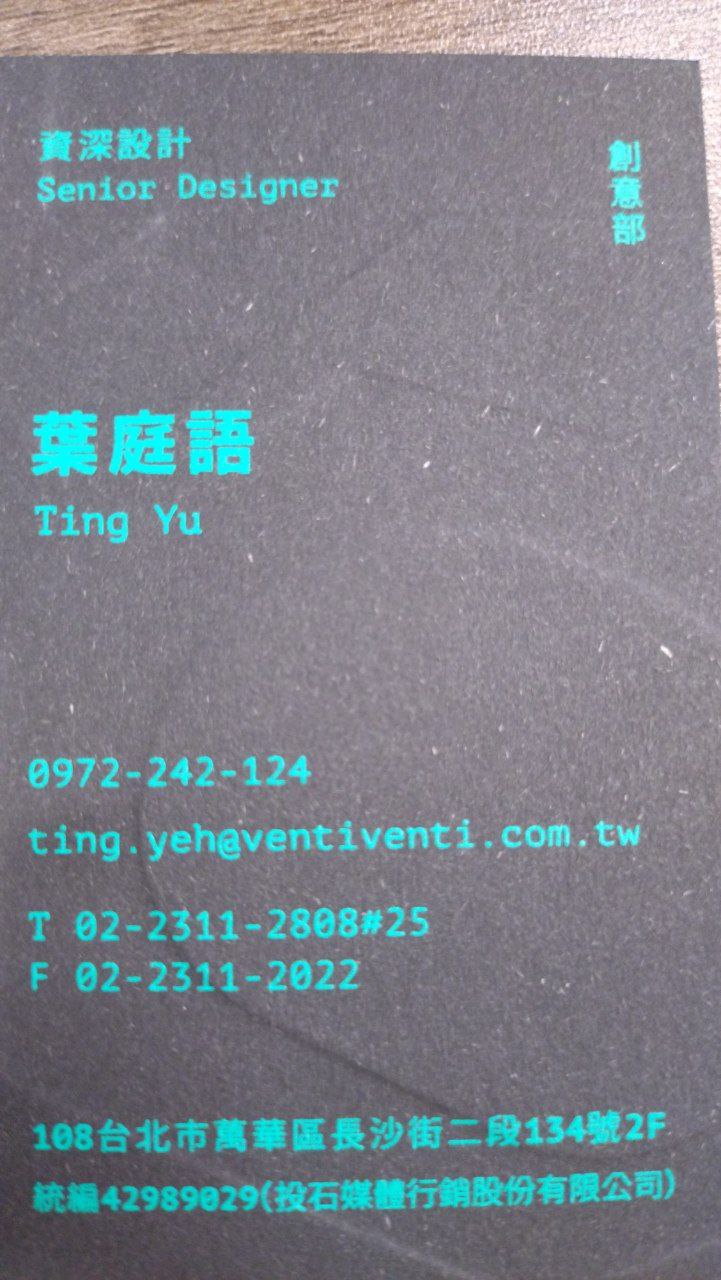 資深設計
Senior Designer
創意部
葉庭語
Ting Yu
0972-242-124
ting.yeh@ventiventi.com.tw
T 02-2311-2808#25
F 02-2311-2022
108台北市萬華區長沙街二段134號2F
統編42989029(投石媒體行銷股份有限公司)